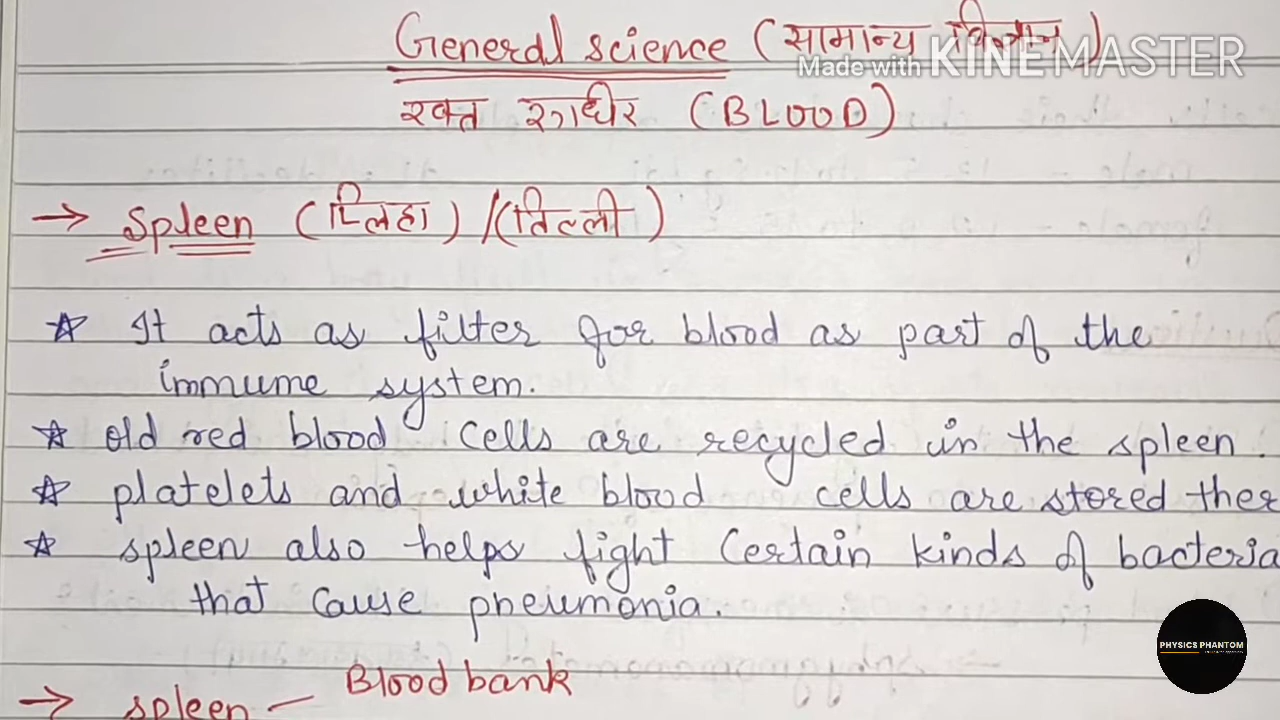 General science (सामान्य विज्ञान)
Made with KINEMASTER
रक्त रुधीर (BLOOD)
→ Spleen (प्लिहा) / (तिल्ली)
☆ It acts as filter for blood as part of the
immume system.
☆ old red blood cells are recycled in the spleen.
☆ platelets and white blood cells are stored ther
☆ spleen also helps fight certain kinds of bacteria
that cause pneumonia.
PHYSICS PHANTOM
→ spleen — Blood bank